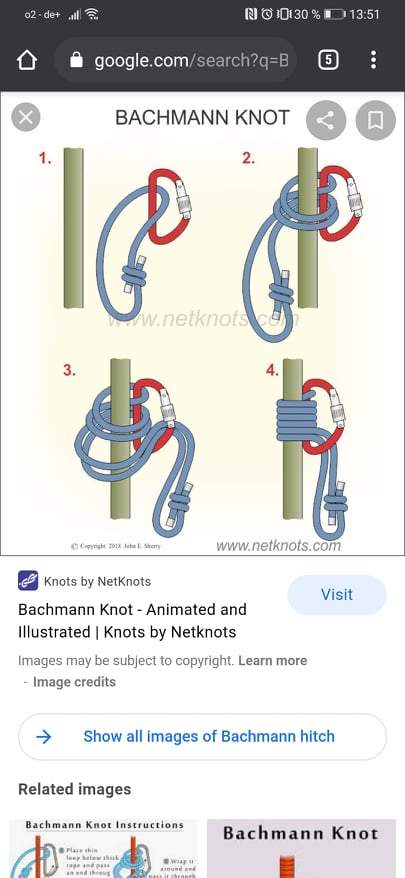 o2 - de+ 30 % 13:51
google.com/search?q=B 5
BACHMANN KNOT
1.
2.
www.netknots.com
3.
4.
© Copyright 2018 John E. Sherry
www.netknots.com
Knots by NetKnots
Bachmann Knot - Animated and
Illustrated | Knots by Netknots
Visit
Images may be subject to copyright. Learn more
- Image credits
Show all images of Bachmann hitch
Related images
Bachmann Knot Instructions
Place thin
loop below thick
rope and pass
an end throug
Wrap it
around and
pass it through
Bachmann Knot